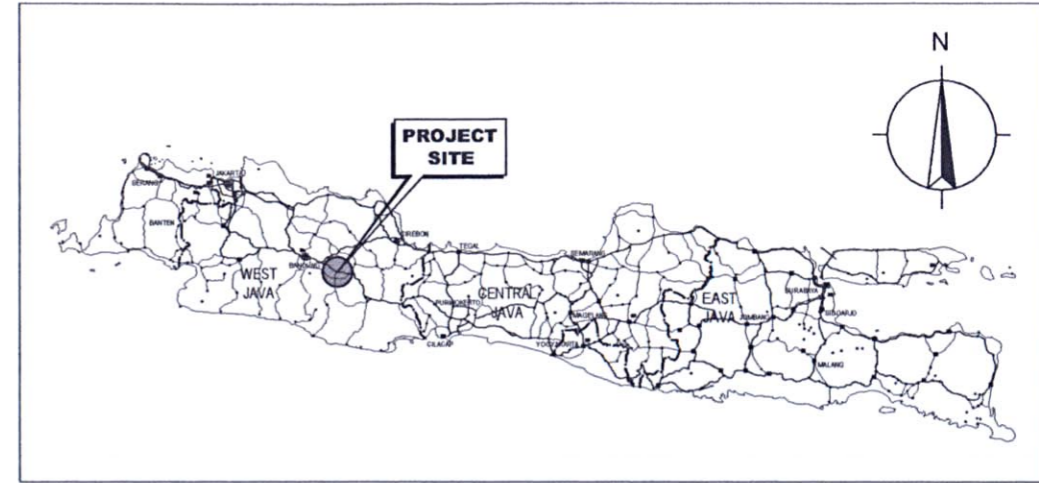 N
PROJECT
SITE
JAKARTA
SERANG
BANTEN
CIREBON
TEGAL
SEMARANG
BANDUNG
WEST
JAVA
SURABAYA
CENTRAL
JAVA
EAST
JAVA
PURWOKERTO
MAGELANG
JOMBANG
SIDOARJO
CILACAP
YOGYAKARTA
MALANG